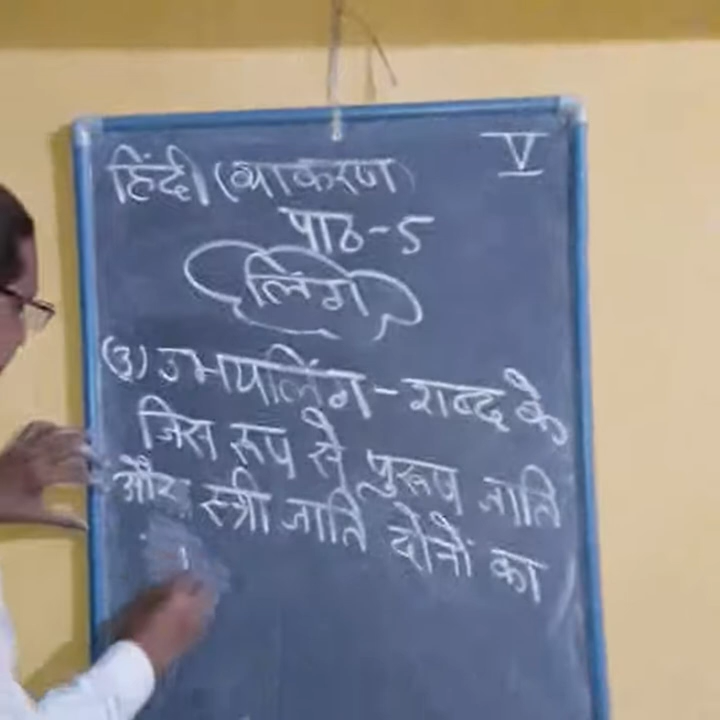 V
हिंदी (व्याकरण)
पाठ-5
लिंग
(3) उभयलिंग - शब्द के
जिस रूप से पुरूष जाति
और स्त्री जाति दोनों का